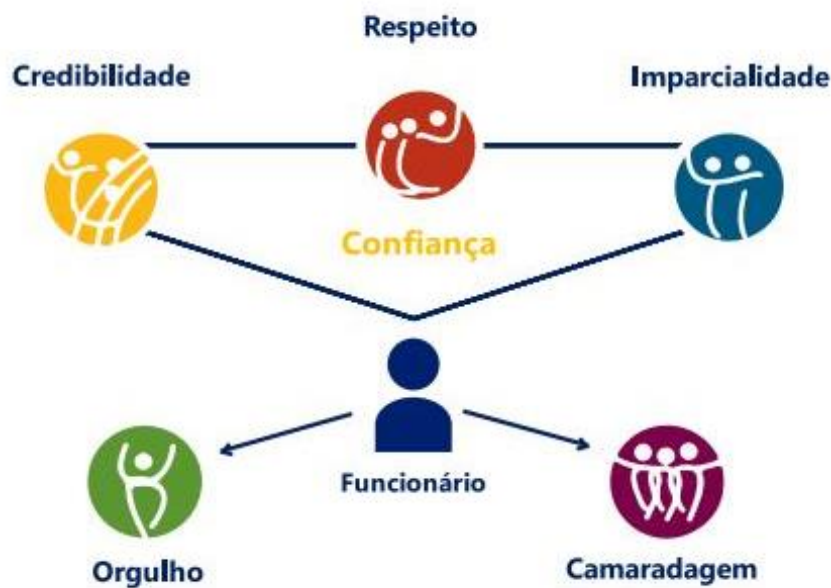 Respeito
Credibilidade
Imparcialidade
Confiança
Funcionário
Orgulho
Camaradagem